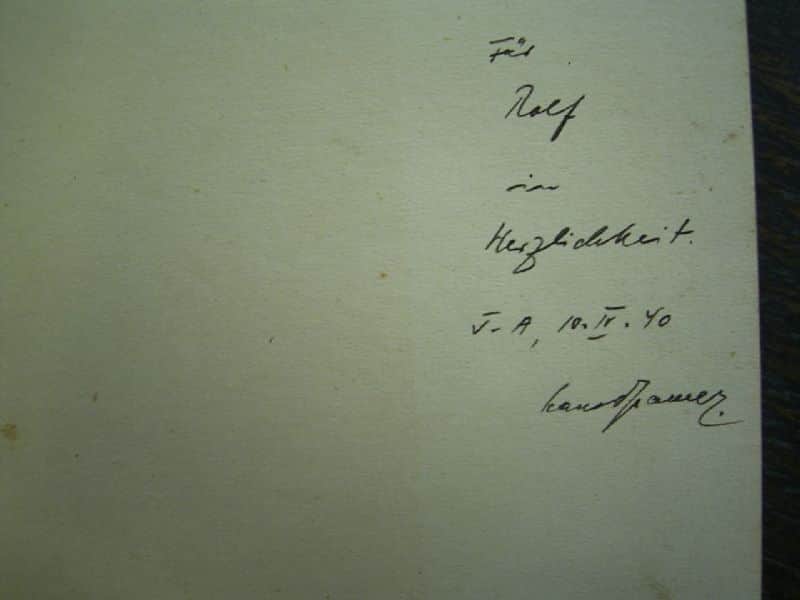 Für
Rolf
in
Herzlichkeit.
V-A, 10-IV-40